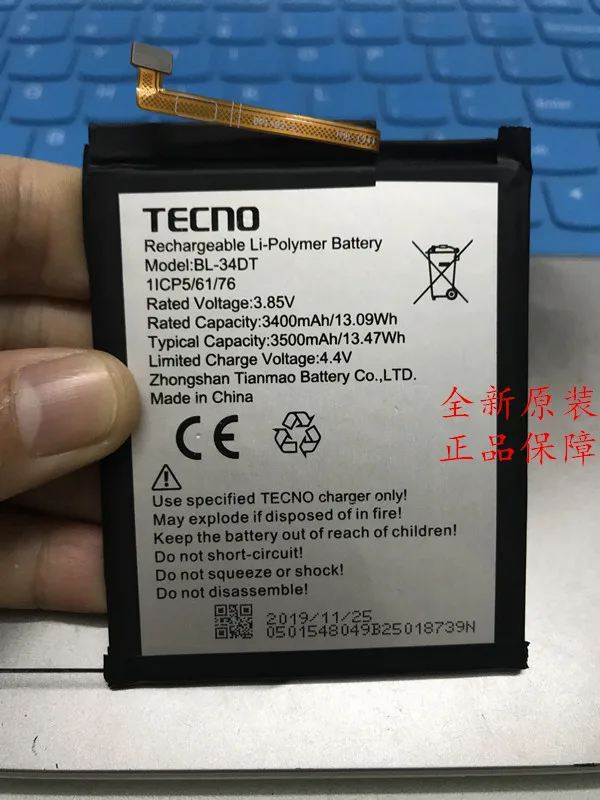 TECNO
Rechargeable Li-Polymer Battery
Model:BL-34DT
1ICP5/61/76
Rated Voltage:3.85V
Rated Capacity:3400mAh/13.09Wh
Typical Capacity:3500mAh/13.47Wh
Limited Charge Voltage:4.4V
Zhongshan Tianmao Battery Co.,LTD.
Made in China
全新原装
正品保障
CE
Use specified TECNO charger only!
May explode if disposed of in fire!
Keep the battery out of reach of children!
Do not short-circuit!
Do not squeeze or shock!
Do not disassemble!
2019/11/25
0501548049B25018739N